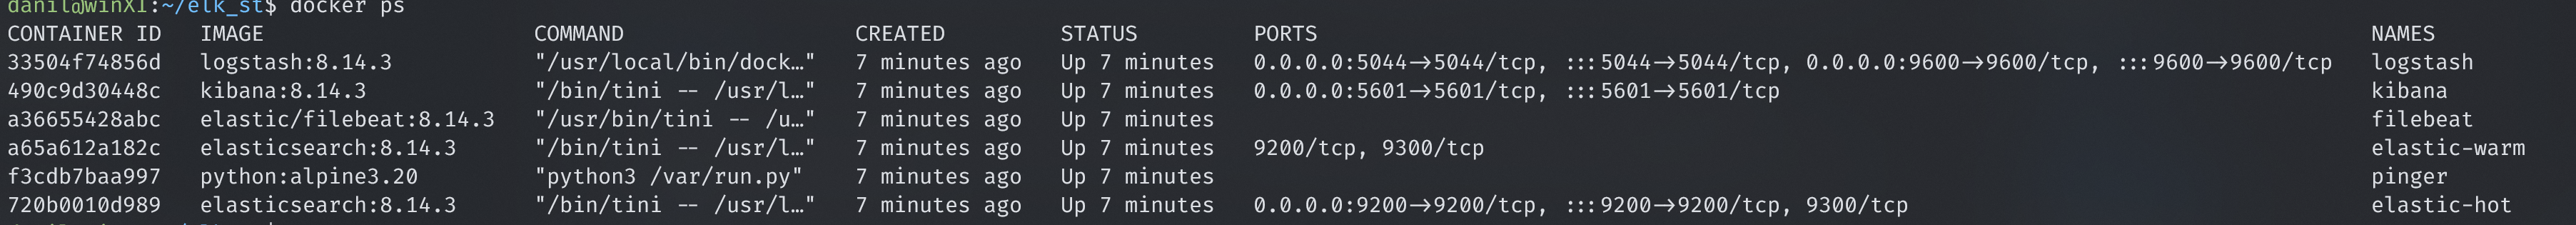 danil@winXI:~/elk_st$ docker ps
CONTAINER ID   IMAGE                     COMMAND                  CREATED         STATUS         PORTS                                                                                  NAMES
33504f74856d   logstash:8.14.3           "/usr/local/bin/dock…"   7 minutes ago   Up 7 minutes   0.0.0.0:5044->5044/tcp, :::5044->5044/tcp, 0.0.0.0:9600->9600/tcp, :::9600->9600/tcp   logstash
490c9d30448c   kibana:8.14.3             "/bin/tini -- /usr/l…"   7 minutes ago   Up 7 minutes   0.0.0.0:5601->5601/tcp, :::5601->5601/tcp                                              kibana
a36655428abc   elastic/filebeat:8.14.3   "/usr/bin/tini -- /u…"   7 minutes ago   Up 7 minutes                                                                                          filebeat
a65a612a182c   elasticsearch:8.14.3      "/bin/tini -- /usr/l…"   7 minutes ago   Up 7 minutes   9200/tcp, 9300/tcp                                                                     elastic-warm
f3cdb7baa997   python:alpine3.20         "python3 /var/run.py"    7 minutes ago   Up 7 minutes                                                                                          pinger
720b0010d989   elasticsearch:8.14.3      "/bin/tini -- /usr/l…"   7 minutes ago   Up 7 minutes   0.0.0.0:9200->9200/tcp, :::9200->9200/tcp, 9300/tcp                                    elastic-hot